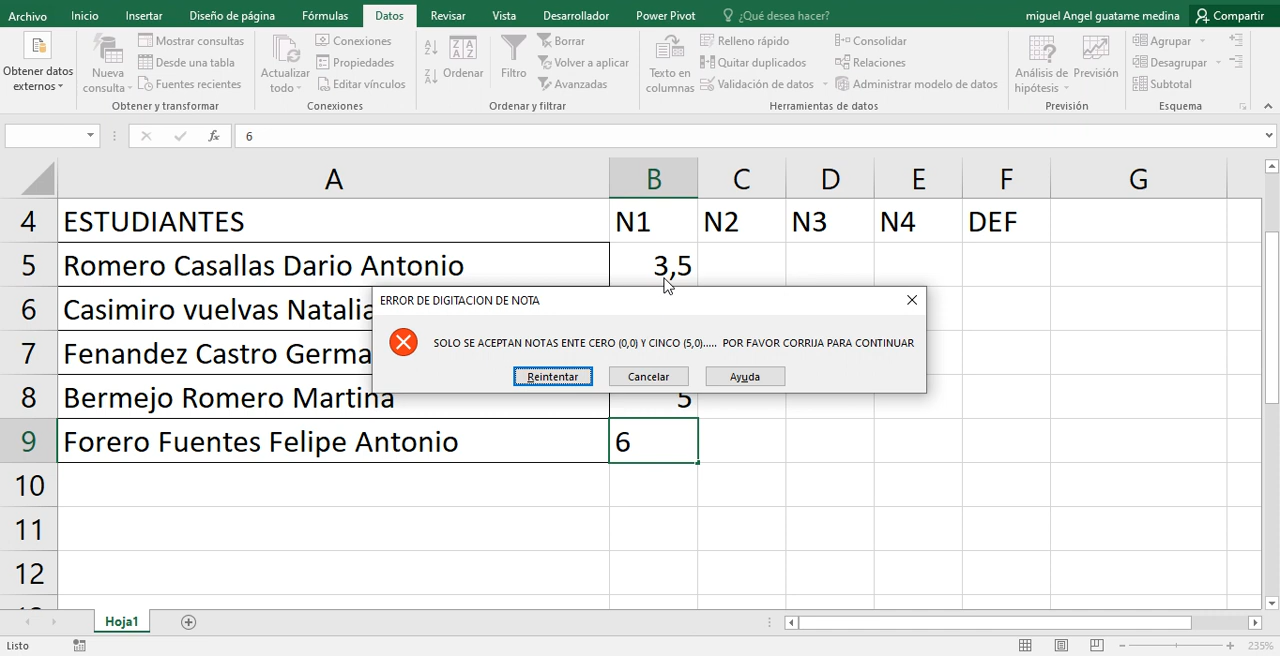 Archivo Inicio Insertar Diseño de página Fórmulas Datos Revisar Vista Desarrollador Power Pivot ¿Qué desea hacer? miguel Angel guatame medina Compartir
Obtener datos externos
Nueva consulta
Mostrar consultas
Desde una tabla
Fuentes recientes
Obtener y transformar
Actualizar todo
Conexiones
Propiedades
Editar vínculos
Conexiones
Ordenar
Filtro
Borrar
Volver a aplicar
Avanzadas
Ordenar y filtrar
Texto en columnas
Relleno rápido
Quitar duplicados
Validación de datos
Consolidar
Relaciones
Administrar modelo de datos
Herramientas de datos
Análisis de hipótesis
Previsión
Previsión
Agrupar
Desagrupar
Subtotal
Esquema
fx 6
A B C D E F G
4 ESTUDIANTES N1 N2 N3 N4 DEF
5 Romero Casallas Dario Antonio 3,5
6 Casimiro vuelvas Natalia
7 Fenandez Castro Germa
8 Bermejo Romero Martina 5
9 Forero Fuentes Felipe Antonio 6
10
11
12
ERROR DE DIGITACION DE NOTA
SOLO SE ACEPTAN NOTAS ENTE CERO (0,0) Y CINCO (5,0)..... POR FAVOR CORRIJA PARA CONTINUAR
Reintentar Cancelar Ayuda
Hoja1
Listo 235%